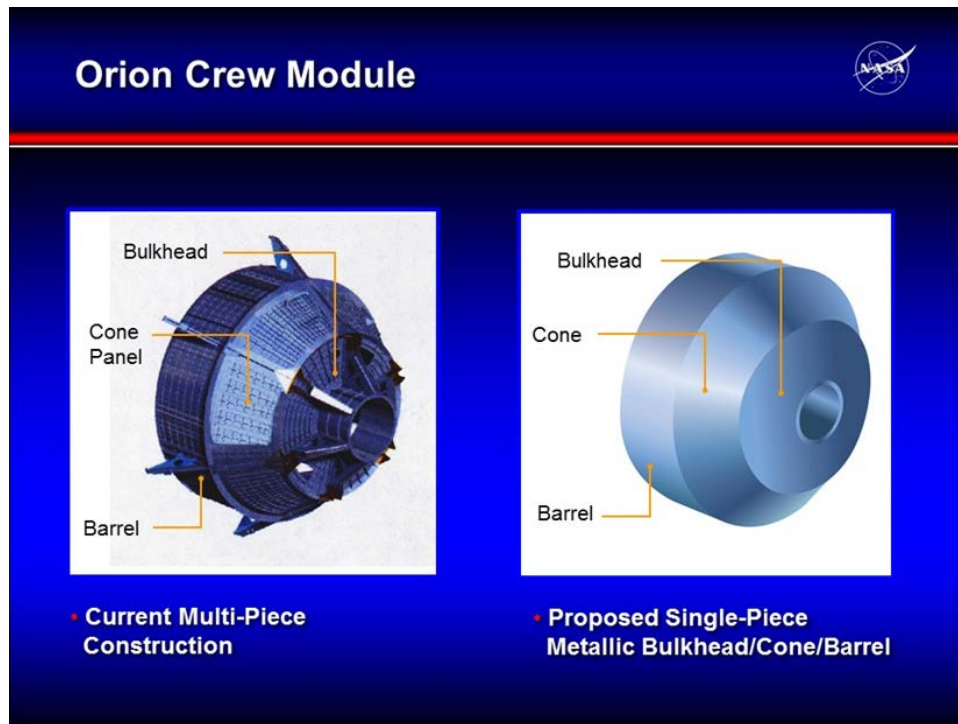 Orion Crew Module
NASA
Bulkhead
Cone
Panel
Barrel
• Current Multi-Piece
Construction
Bulkhead
Cone
Barrel
• Proposed Single-Piece
Metallic Bulkhead/Cone/Barrel